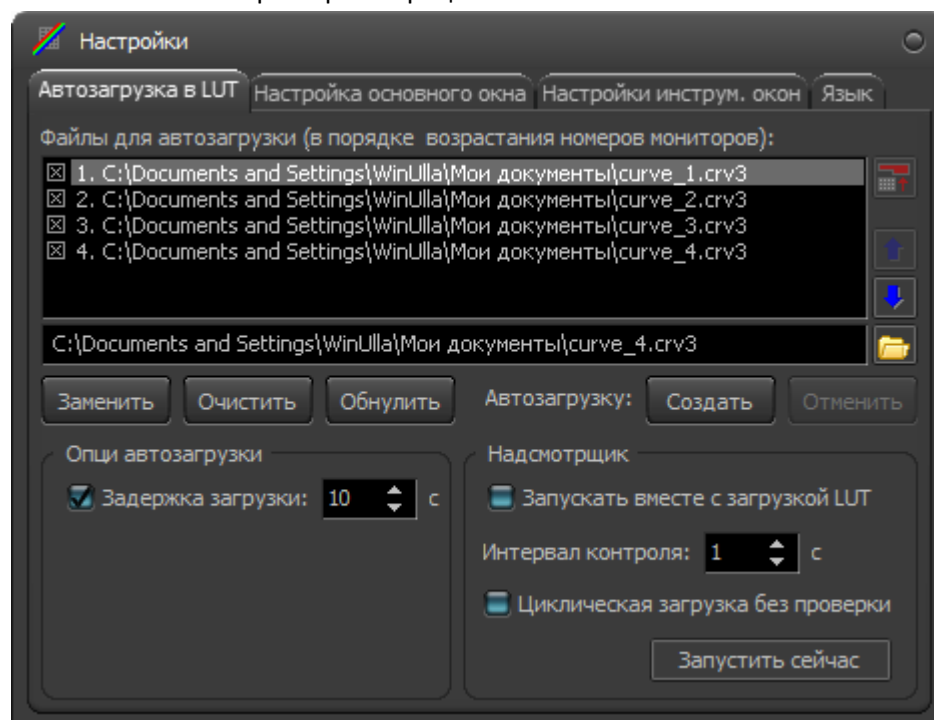 Настройки
Автозагрузка в LUT Настройка основного окна Настройки инструм. окон Язык
Файлы для автозагрузки (в порядке возрастания номеров мониторов):
1. C:\Documents and Settings\WinUlla\Мои документы\curve_1.crv3
2. C:\Documents and Settings\WinUlla\Мои документы\curve_2.crv3
3. C:\Documents and Settings\WinUlla\Мои документы\curve_3.crv3
4. C:\Documents and Settings\WinUlla\Мои документы\curve_4.crv3
C:\Documents and Settings\WinUlla\Мои документы\curve_4.crv3
Заменить Очистить Обнулить Автозагрузку: Создать Отменить
Опци автозагрузки
Задержка загрузки: 10 с
Надсмотрщик
Запускать вместе с загрузкой LUT
Интервал контроля: 1 с
Циклическая загрузка без проверки
Запустить сейчас